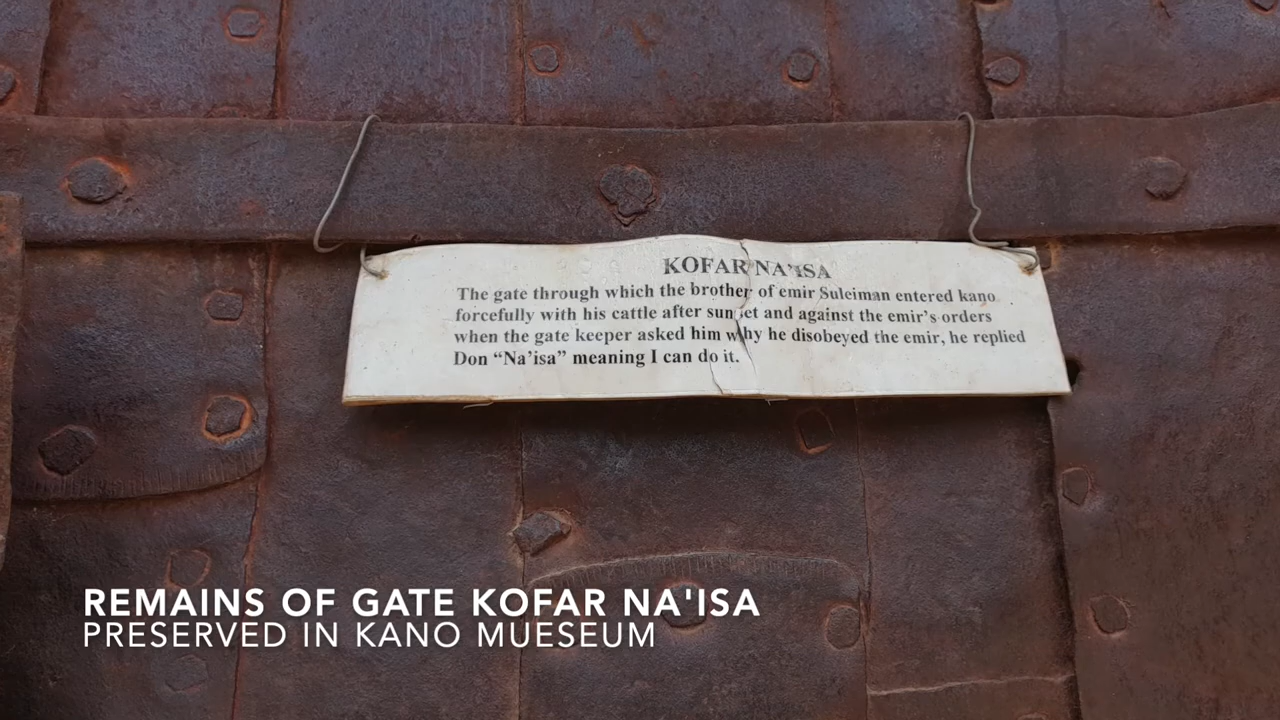 KOFAR NA'ISA
The gate through which the brother of emir Suleiman entered kano
forcefully with his cattle after sunset and against the emir's orders
when the gate keeper asked him why he disobeyed the emir, he replied
Don "Na'isa" meaning I can do it.
REMAINS OF GATE KOFAR NA'ISA
PRESERVED IN KANO MUESEUM